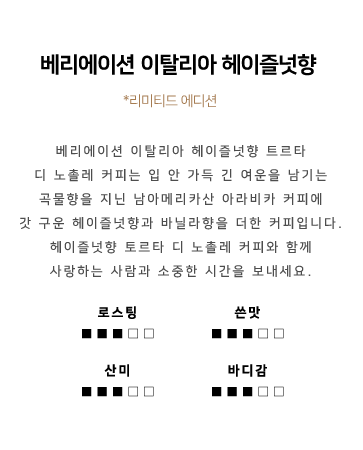 베리에이션 이탈리아 헤이즐넛향
*리미티드 에디션
베리에이션 이탈리아 헤이즐넛향 토르타
디 노촐레 커피는 입 안 가득 긴 여운을 남기는
곡물향을 지닌 남아메리카산 아라비카 커피에
갓 구운 헤이즐넛향과 바닐라향을 더한 커피입니다.
헤이즐넛향 토르타 디 노촐레 커피와 함께
사랑하는 사람과 소중한 시간을 보내세요.
로스팅 쓴맛
■■■□□ ■■■□□
산미 바디감
■■■□□ ■■■□□